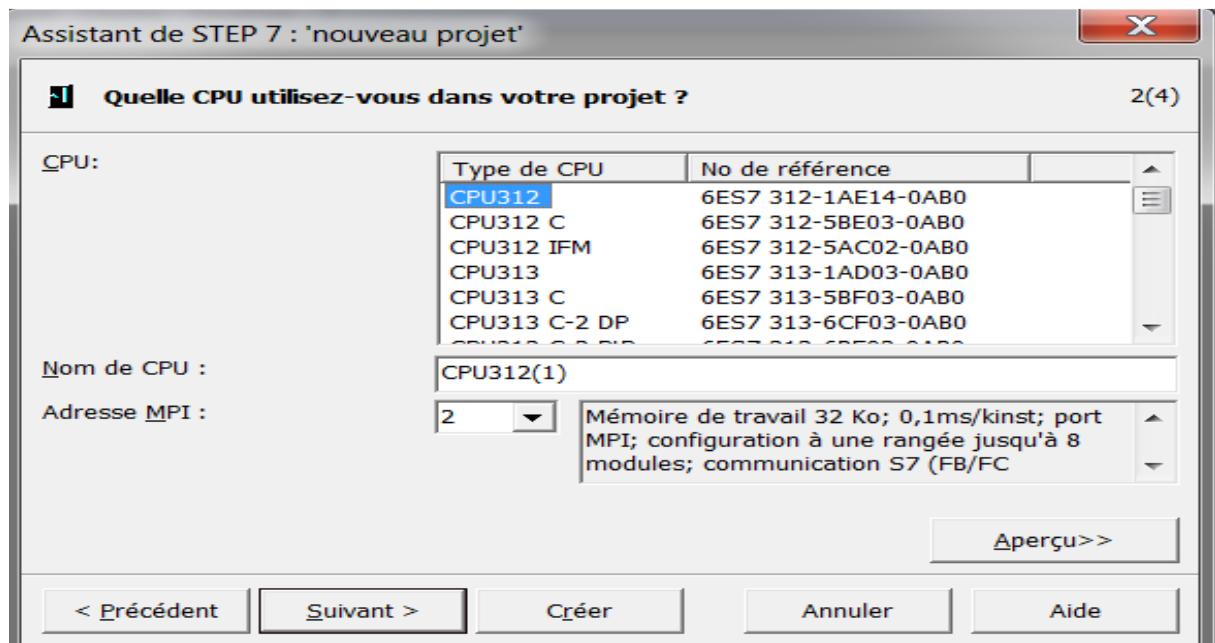 Assistant de STEP 7 : 'nouveau projet'
Quelle CPU utilisez-vous dans votre projet ? 2(4)
CPU:
Type de CPU No de référence
CPU312 6ES7 312-1AE14-0AB0
CPU312 C 6ES7 312-5BE03-0AB0
CPU312 IFM 6ES7 312-5AC02-0AB0
CPU313 6ES7 313-1AD03-0AB0
CPU313 C 6ES7 313-5BF03-0AB0
CPU313 C-2 DP 6ES7 313-6CF03-0AB0
Nom de CPU :
CPU312(1)
Adresse MPI :
2
Mémoire de travail 32 Ko; 0,1ms/kinst; port
MPI; configuration à une rangée jusqu'à 8
modules; communication S7 (FB/FC
Aperçu>>
< Précédent Suivant > Créer Annuler Aide